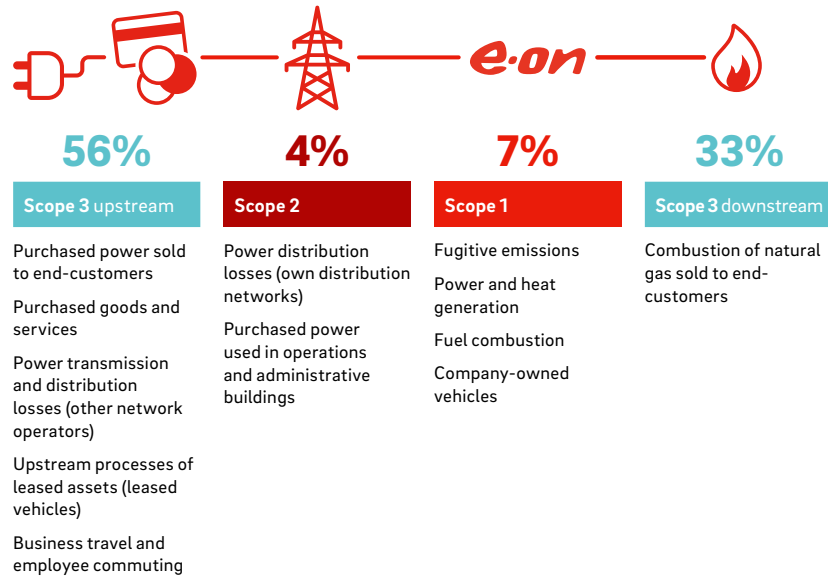 e·on
56%
Scope 3 upstream
Purchased power sold
to end-customers
Purchased goods and
services
Power transmission
and distribution
losses (other network
operators)
Upstream processes of
leased assets (leased
vehicles)
Business travel and
employee commuting
4%
Scope 2
Power distribution
losses (own distribution
networks)
Purchased power
used in operations
and administrative
buildings
7%
Scope 1
Fugitive emissions
Power and heat
generation
Fuel combustion
Company-owned
vehicles
33%
Scope 3 downstream
Combustion of natural
gas sold to end-
customers